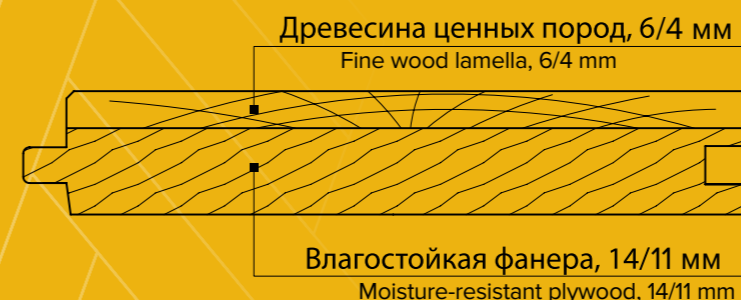 Древесина ценных пород, 6/4 мм
Fine wood lamella, 6/4 mm
Влагостойкая фанера, 14/11 мм
Moisture-resistant plywood, 14/11 mm